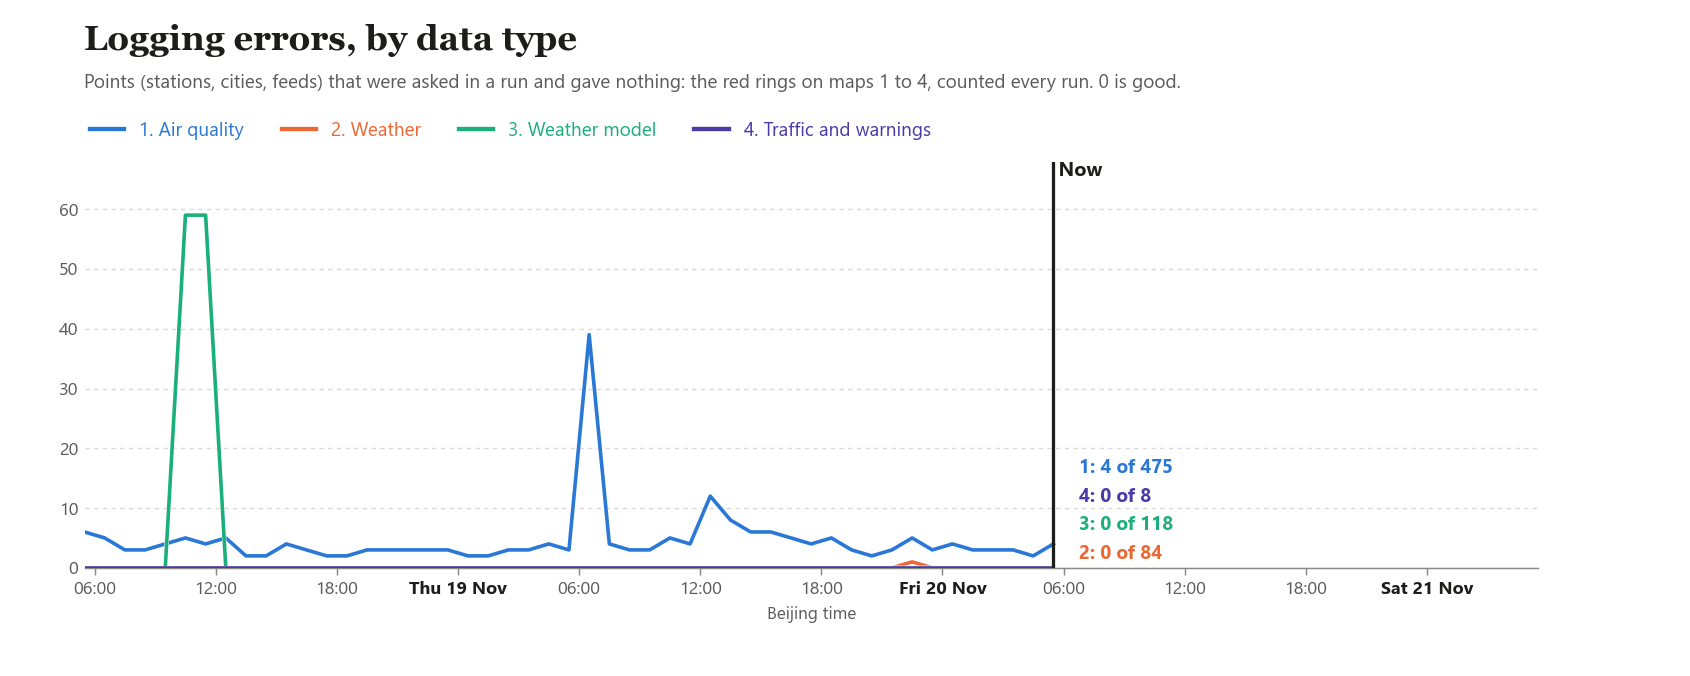 Logging errors, by data type
Points (stations, cities, feeds) that were asked in a run and gave nothing: the red rings on maps 1 to 4, counted every run. 0 is good.
1. Air quality 2. Weather 3. Weather model 4. Traffic and warnings
Now
60
50
40
30
20
10
0
1: 4 of 475
4: 0 of 8
3: 0 of 118
2: 0 of 84
06:00 12:00 18:00 Thu 19 Nov 06:00 12:00 18:00 Fri 20 Nov 06:00 12:00 18:00 Sat 21 Nov
Beijing time